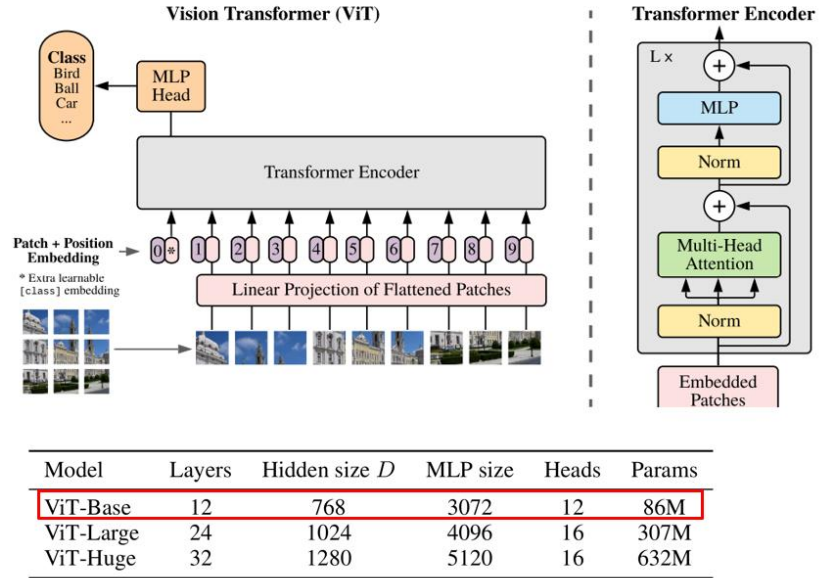 Vision Transformer (ViT)
Class
Bird
Ball
Car
...
MLP
Head
Transformer Encoder
Patch + Position
Embedding
* Extra learnable
[class] embedding
0 * 1 2 3 4 5 6 7 8 9
Linear Projection of Flattened Patches
Transformer Encoder
L ×
+
MLP
Norm
+
Multi-Head
Attention
Norm
Embedded
Patches
Model Layers Hidden size D MLP size Heads Params
ViT-Base 12 768 3072 12 86M
ViT-Large 24 1024 4096 16 307M
ViT-Huge 32 1280 5120 16 632M